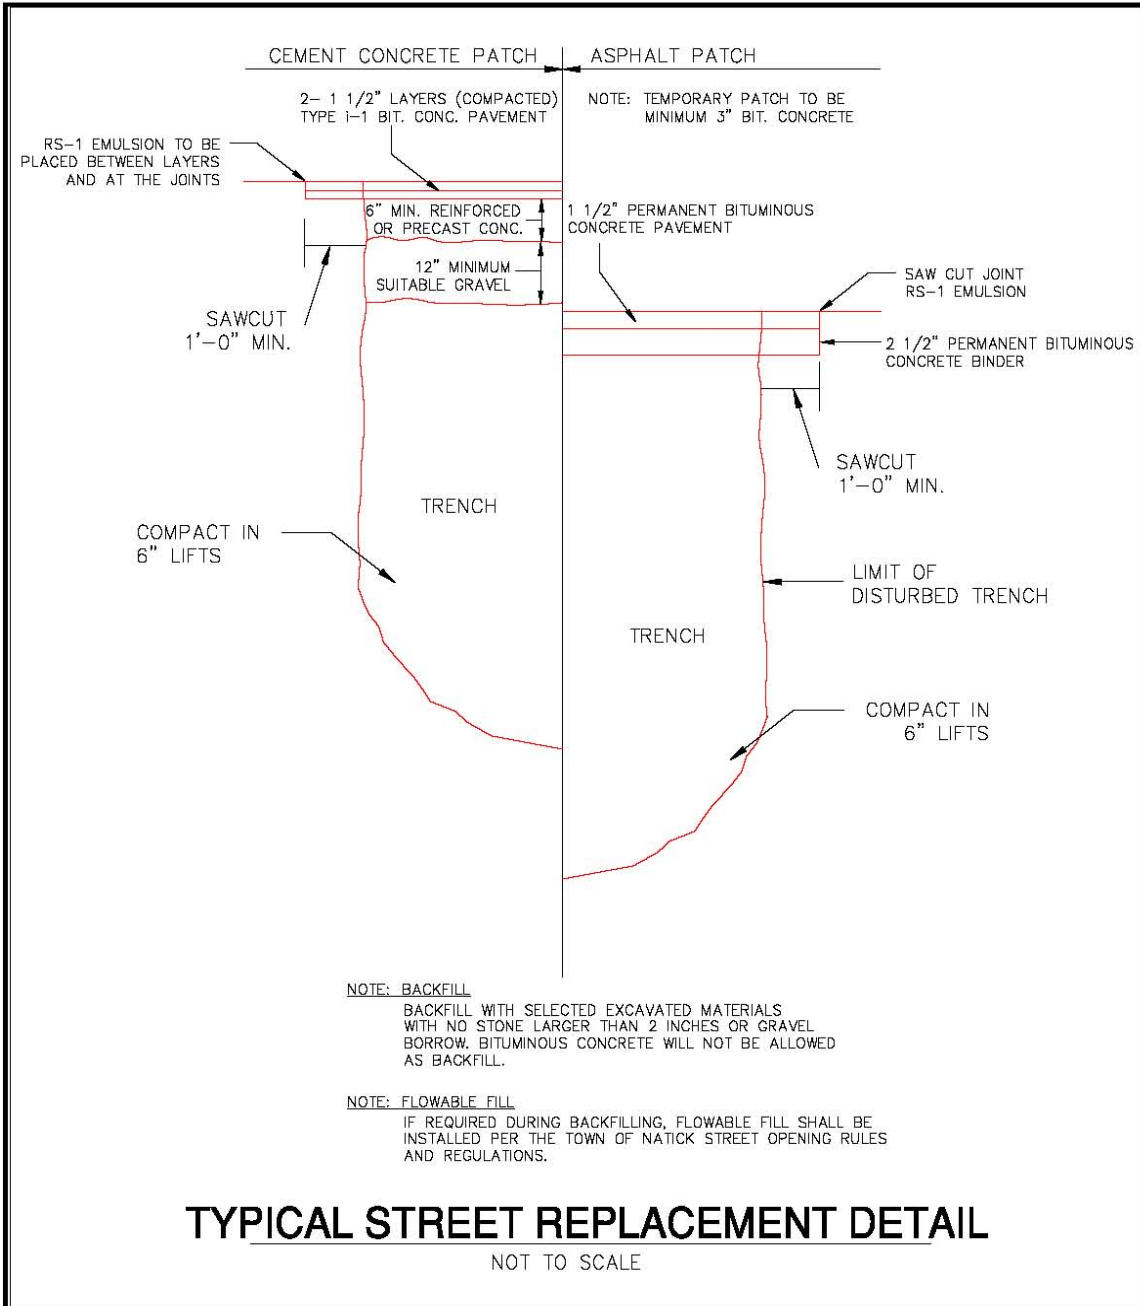 CEMENT CONCRETE PATCH
ASPHALT PATCH
2- 1 1/2" LAYERS (COMPACTED)
TYPE i-1 BIT. CONC. PAVEMENT
NOTE: TEMPORARY PATCH TO BE
MINIMUM 3" BIT. CONCRETE
RS-1 EMULSION TO BE
PLACED BETWEEN LAYERS
AND AT THE JOINTS
6" MIN. REINFORCED
OR PRECAST CONC.
1 1/2" PERMANENT BITUMINOUS
CONCRETE PAVEMENT
12" MINIMUM
SUITABLE GRAVEL
SAW CUT JOINT
RS-1 EMULSION
SAWCUT
1'-0" MIN.
2 1/2" PERMANENT BITUMINOUS
CONCRETE BINDER
SAWCUT
1'-0" MIN.
TRENCH
COMPACT IN
6" LIFTS
LIMIT OF
DISTURBED TRENCH
TRENCH
COMPACT IN
6" LIFTS
NOTE: BACKFILL
BACKFILL WITH SELECTED EXCAVATED MATERIALS
WITH NO STONE LARGER THAN 2 INCHES OR GRAVEL
BORROW. BITUMINOUS CONCRETE WILL NOT BE ALLOWED
AS BACKFILL.
NOTE: FLOWABLE FILL
IF REQUIRED DURING BACKFILLING, FLOWABLE FILL SHALL BE
INSTALLED PER THE TOWN OF NATICK STREET OPENING RULES
AND REGULATIONS.
TYPICAL STREET REPLACEMENT DETAIL
NOT TO SCALE